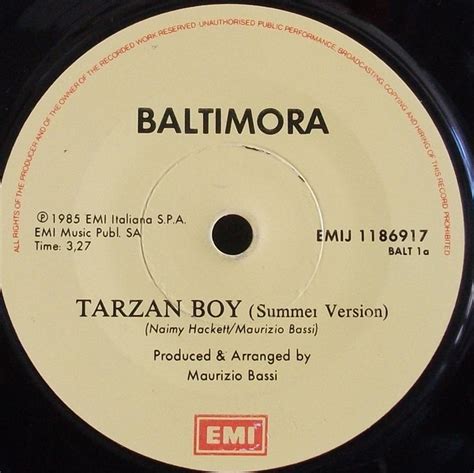 ALL RIGHTS OF THE PRODUCER AND OF THE OWNER OF THE RECORDED WORK RESERVED UNAUTHORISED PUBLIC PERFORMANCE BROADCASTING COPYING AND HIRING OF THIS RECORD PROHIBITED
BALTIMORA
℗ 1985 EMI Italiana S.P.A.
EMI Music Publ. SA
Time: 3,27
EMIJ 1186917
BALT 1a
TARZAN BOY (Summer Version)
(Naimy Hackett/Maurizio Bassi)
Produced & Arranged by
Maurizio Bassi
EMI